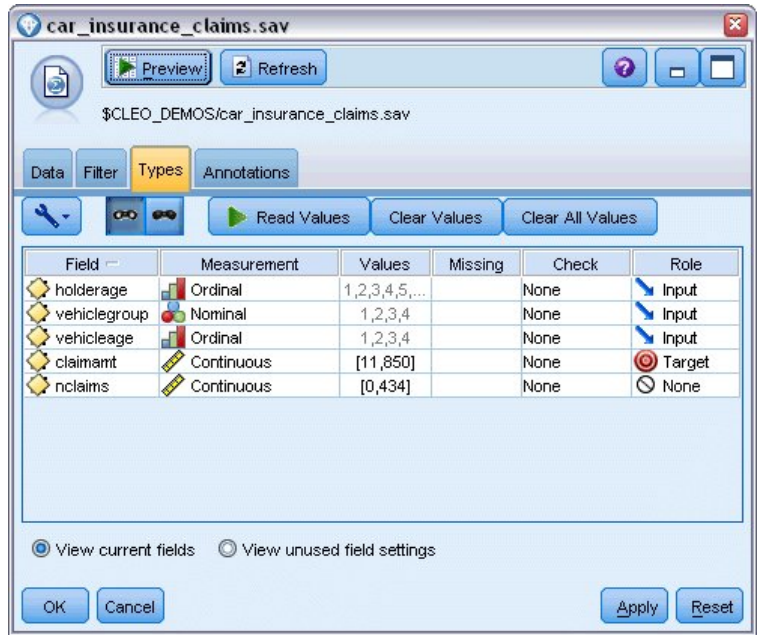 car_insurance_claims.sav
Preview Refresh
$CLEO_DEMOS/car_insurance_claims.sav
Data Filter Types Annotations
Read Values Clear Values Clear All Values
Field Measurement Values Missing Check Role
holderage Ordinal 1,2,3,4,5,... None Input
vehiclegroup Nominal 1,2,3,4 None Input
vehicleage Ordinal 1,2,3,4 None Input
claimamt Continuous [11,850] None Target
nclaims Continuous [0,434] None None
View current fields View unused field settings
OK Cancel Apply Reset